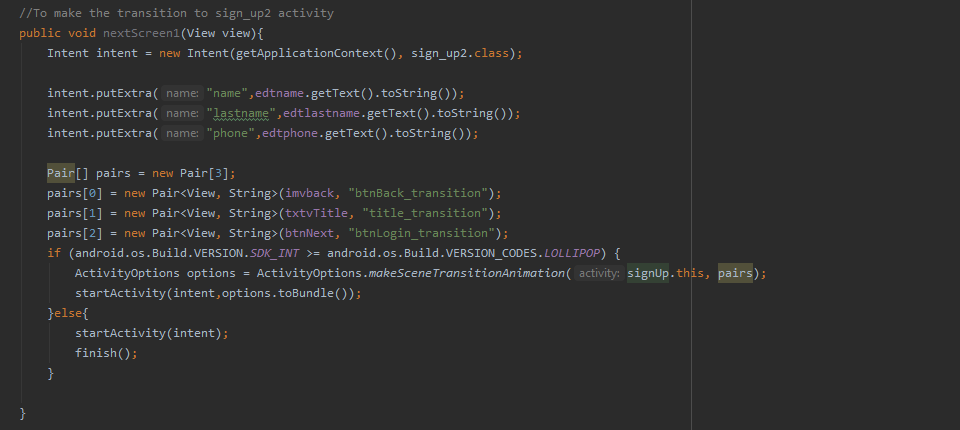 //To make the transition to sign_up2 activity
public void nextScreen1(View view){
Intent intent = new Intent(getApplicationContext(), sign_up2.class);
intent.putExtra( name: "name",edtname.getText().toString());
intent.putExtra( name: "lastname",edtlastname.getText().toString());
intent.putExtra( name: "phone",edtphone.getText().toString());
Pair[] pairs = new Pair[3];
pairs[0] = new Pair<View, String>(imvback, "btnBack_transition");
pairs[1] = new Pair<View, String>(txtvTitle, "title_transition");
pairs[2] = new Pair<View, String>(btnNext, "btnLogin_transition");
if (android.os.Build.VERSION.SDK_INT >= android.os.Build.VERSION_CODES.LOLLIPOP) {
ActivityOptions options = ActivityOptions.makeSceneTransitionAnimation( activity: signUp.this, pairs);
startActivity(intent,options.toBundle());
}else{
startActivity(intent);
finish();
}
}